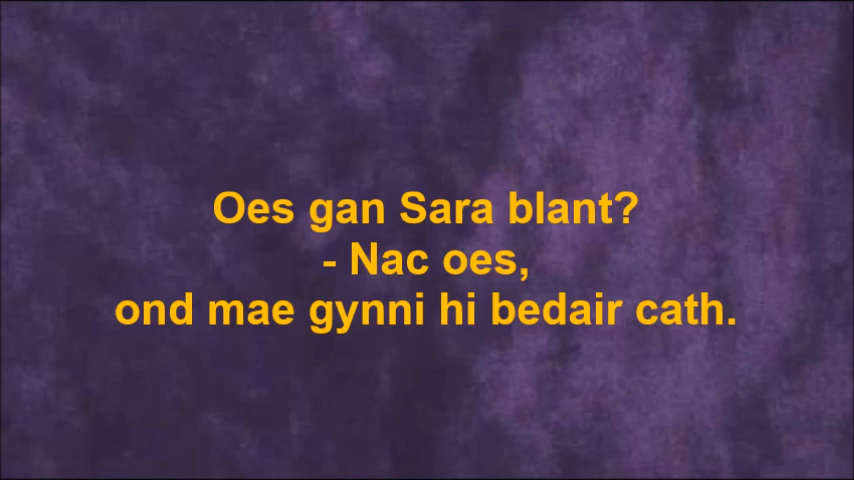 Oes gan Sara blant?
- Nac oes,
ond mae gynni hi bedair cath.